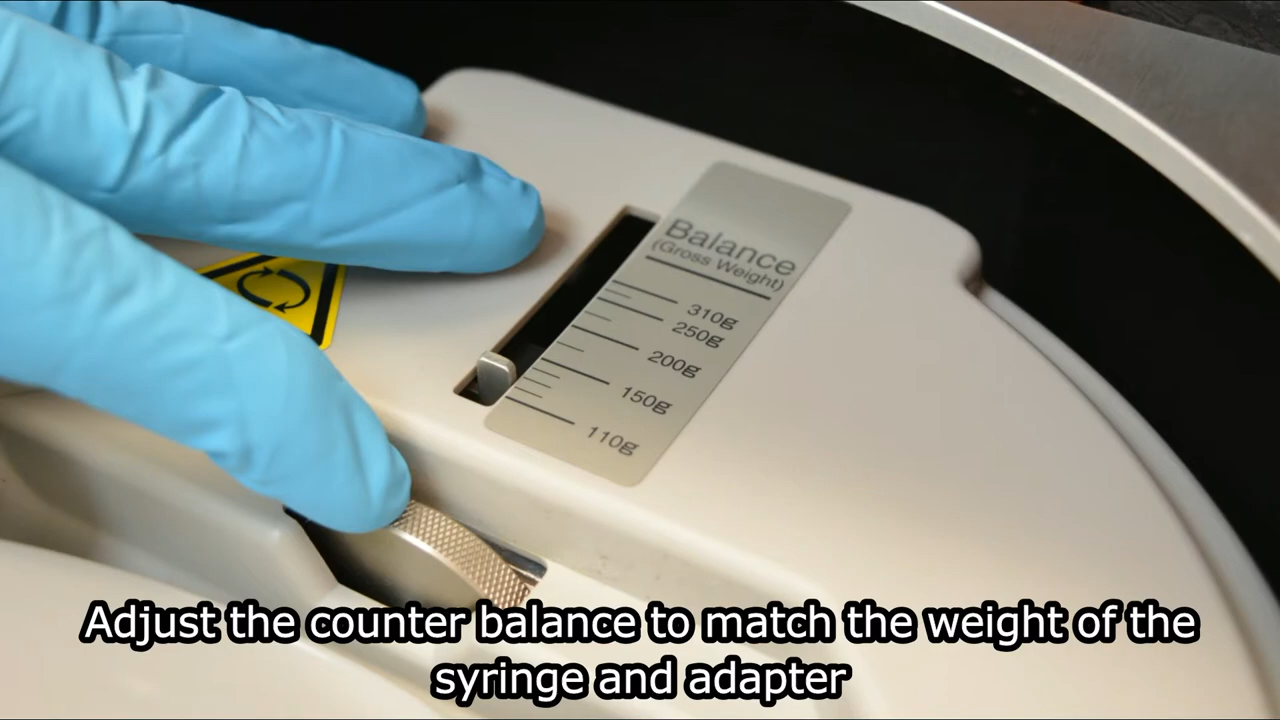 Balance
(Gross Weight)
310g
250g
200g
150g
110g
Adjust the counter balance to match the weight of the
syringe and adapter